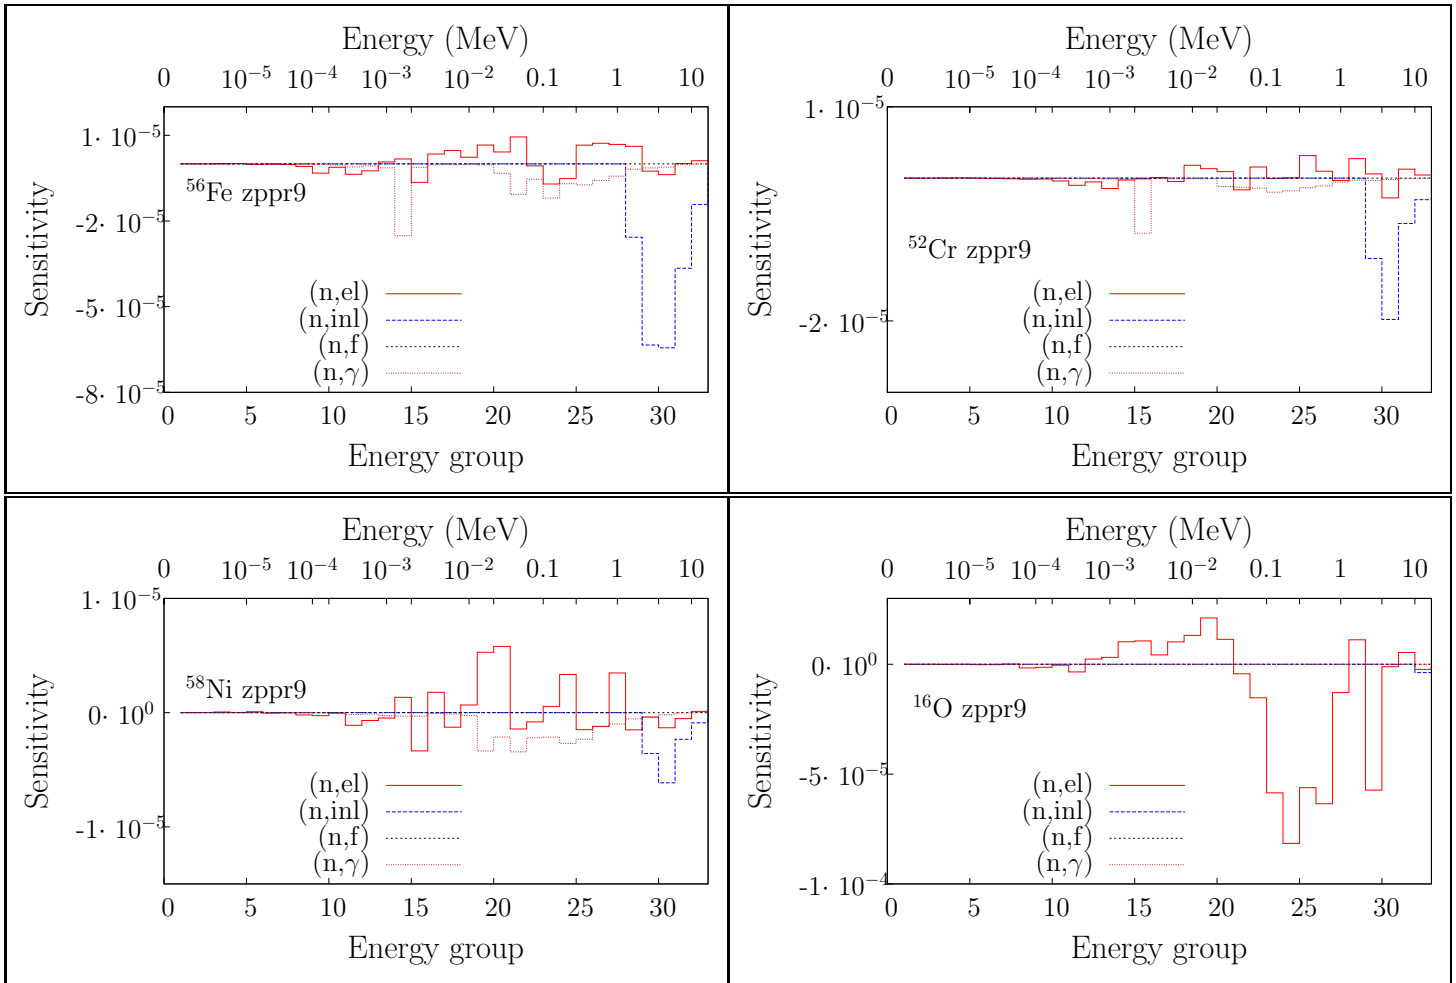 Energy (MeV)
0 10⁻⁵ 10⁻⁴ 10⁻³ 10⁻² 0.1 1 10
1· 10⁻⁵
-2· 10⁻⁵
-5· 10⁻⁵
-8· 10⁻⁵
Sensitivity
⁵⁶Fe zppr9
(n,el)
(n,inl)
(n,f)
(n,γ)
0 5 10 15 20 25 30
Energy group
Energy (MeV)
0 10⁻⁵ 10⁻⁴ 10⁻³ 10⁻² 0.1 1 10
1· 10⁻⁵
-2· 10⁻⁵
Sensitivity
⁵²Cr zppr9
(n,el)
(n,inl)
(n,f)
(n,γ)
0 5 10 15 20 25 30
Energy group
Energy (MeV)
0 10⁻⁵ 10⁻⁴ 10⁻³ 10⁻² 0.1 1 10
1· 10⁻⁵
0· 10⁰
-1· 10⁻⁵
Sensitivity
⁵⁸Ni zppr9
(n,el)
(n,inl)
(n,f)
(n,γ)
0 5 10 15 20 25 30
Energy group
Energy (MeV)
0 10⁻⁵ 10⁻⁴ 10⁻³ 10⁻² 0.1 1 10
0· 10⁰
-5· 10⁻⁵
-1· 10⁻⁴
Sensitivity
¹⁶O zppr9
(n,el)
(n,inl)
(n,f)
(n,γ)
0 5 10 15 20 25 30
Energy group